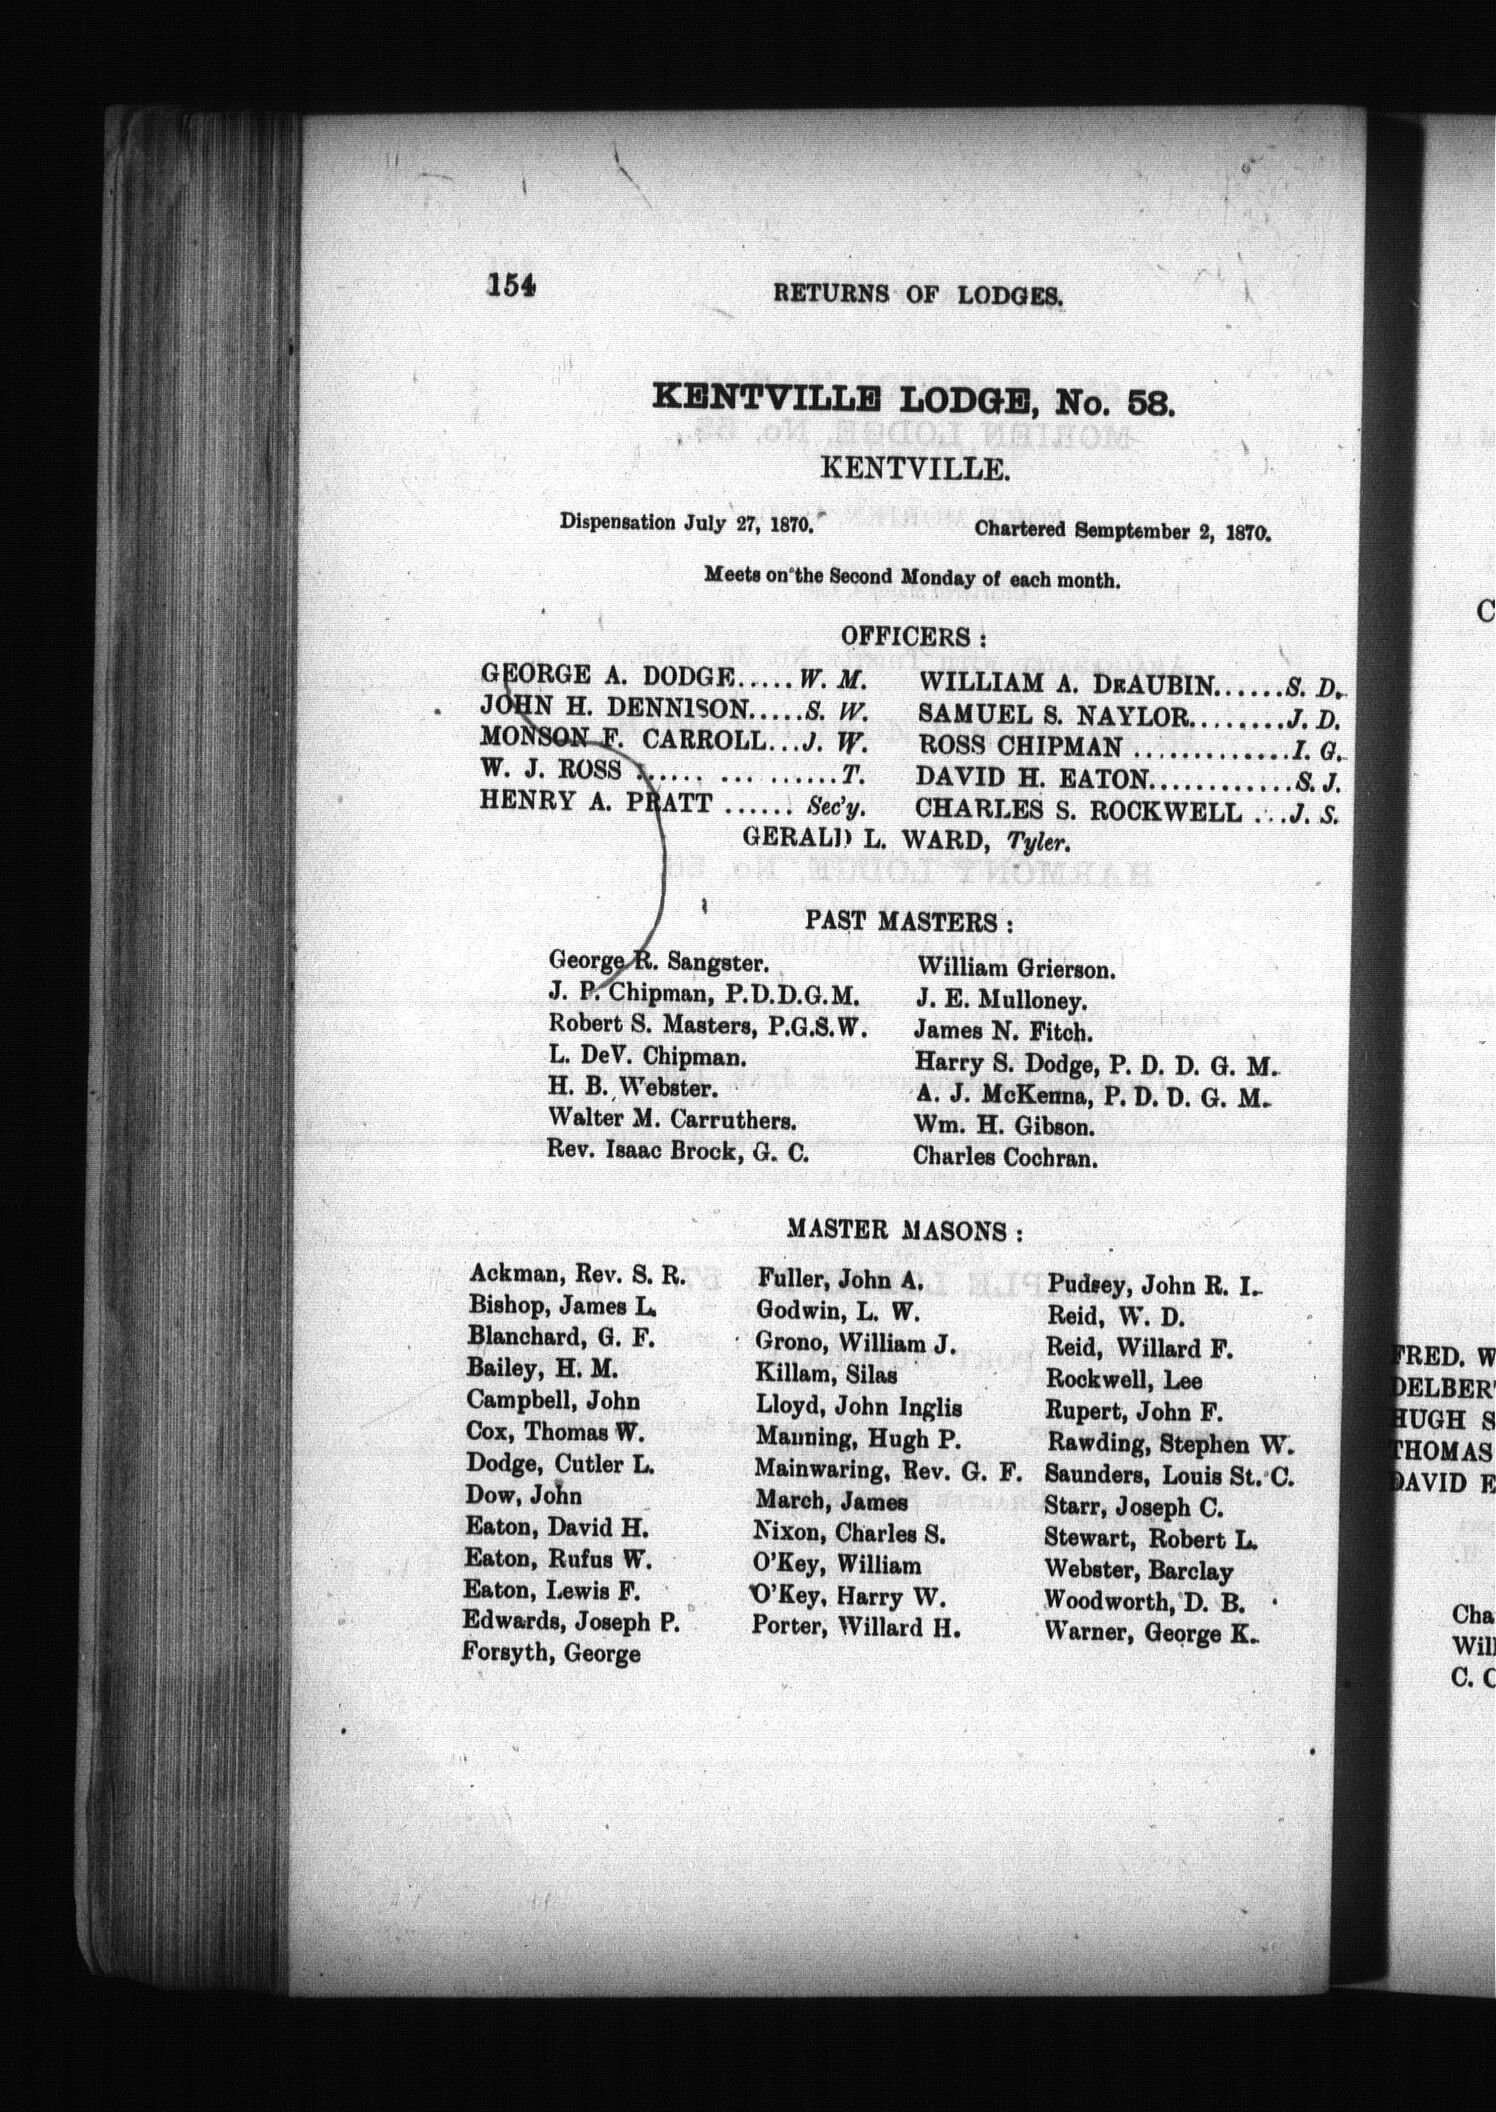 154
RETURNS OF LODGES.
KENTVILLE LODGE, No. 58.
KENTVILLE.
Dispensation July 27, 1870. Chartered Semptember 2, 1870.
Meets on the Second Monday of each month.
OFFICERS :
GEORGE A. DODGE.....W. M.
JOHN H. DENNISON.....S. W.
MONSON F. CARROLL...J. W.
W. J. ROSS ...... ... ......T.
HENRY A. PRATT ...... Sec'y.
WILLIAM A. DEAUBIN......S. D.
SAMUEL S. NAYLOR........J. D.
ROSS CHIPMAN .............I. G.
DAVID H. EATON............S. J.
CHARLES S. ROCKWELL ...J. S.
GERALD L. WARD, Tyler.
PAST MASTERS :
George R. Sangster.
J. P. Chipman, P.D.D.G.M.
Robert S. Masters, P.G.S.W.
L. DeV. Chipman.
H. B. Webster.
Walter M. Carruthers.
Rev. Isaac Brock, G. C.
William Grierson.
J. E. Mulloney.
James N. Fitch.
Harry S. Dodge, P. D. D. G. M.
A. J. McKenna, P. D. D. G. M.
Wm. H. Gibson.
Charles Cochran.
MASTER MASONS :
Ackman, Rev. S. R.
Bishop, James L.
Blanchard, G. F.
Bailey, H. M.
Campbell, John
Cox, Thomas W.
Dodge, Cutler L.
Dow, John
Eaton, David H.
Eaton, Rufus W.
Eaton, Lewis F.
Edwards, Joseph P.
Forsyth, George
Fuller, John A.
Godwin, L. W.
Grono, William J.
Killam, Silas
Lloyd, John Inglis
Manning, Hugh P.
Mainwaring, Rev. G. F.
March, James
Nixon, Charles S.
O'Key, William
O'Key, Harry W.
Porter, Willard H.
Pudsey, John R. I.
Reid, W. D.
Reid, Willard F.
Rockwell, Lee
Rupert, John F.
Rawding, Stephen W.
Saunders, Louis St. C.
Starr, Joseph C.
Stewart, Robert L.
Webster, Barclay
Woodworth, D. B.
Warner, George K.
C
FRED. W
DELBERT
HUGH S
THOMAS
DAVID E
Cha
Will
C. C